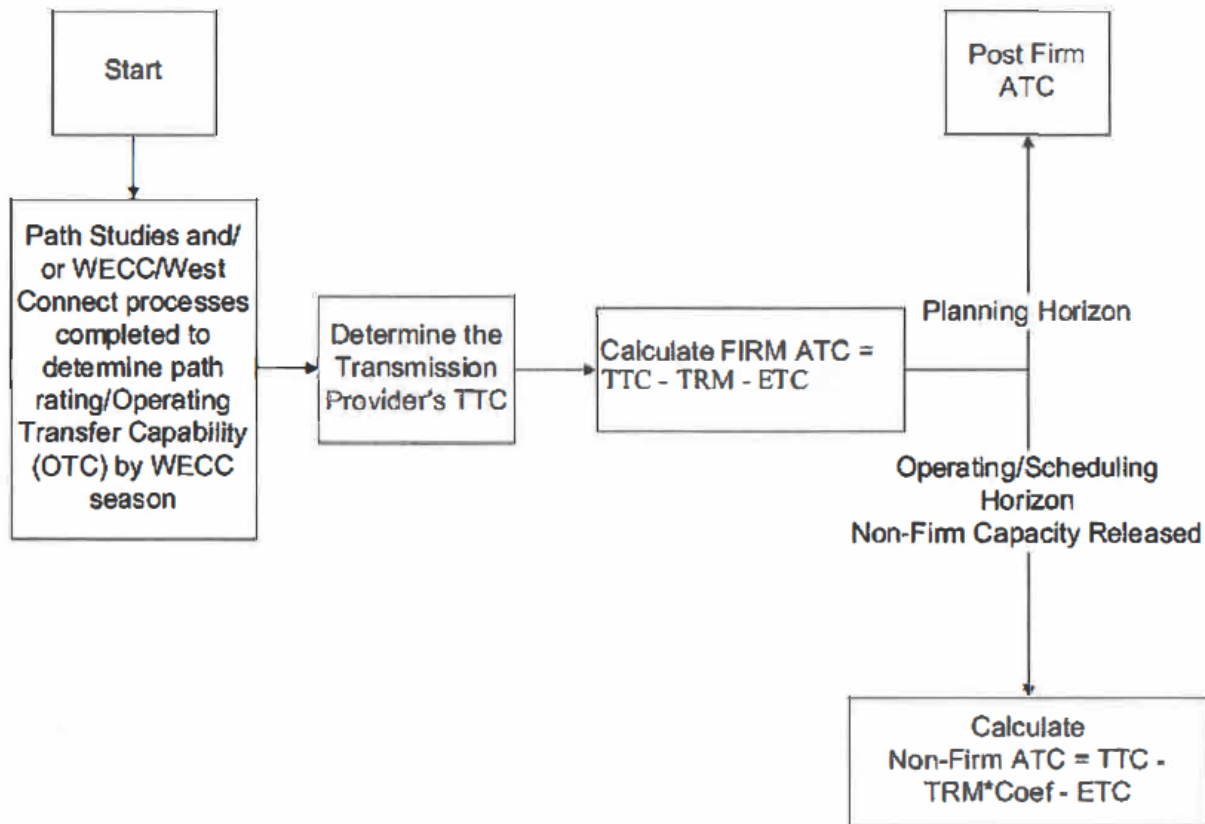 Start
Path Studies and/
or WECC/West
Connect processes
completed to
determine path
rating/Operating
Transfer Capability
(OTC) by WECC
season
Determine the
Transmission
Provider's TTC
Calculate FIRM ATC =
TTC - TRM - ETC
Post Firm
ATC
Planning Horizon
Operating/Scheduling
Horizon
Non-Firm Capacity Released
Calculate
Non-Firm ATC = TTC -
TRM*Coef - ETC